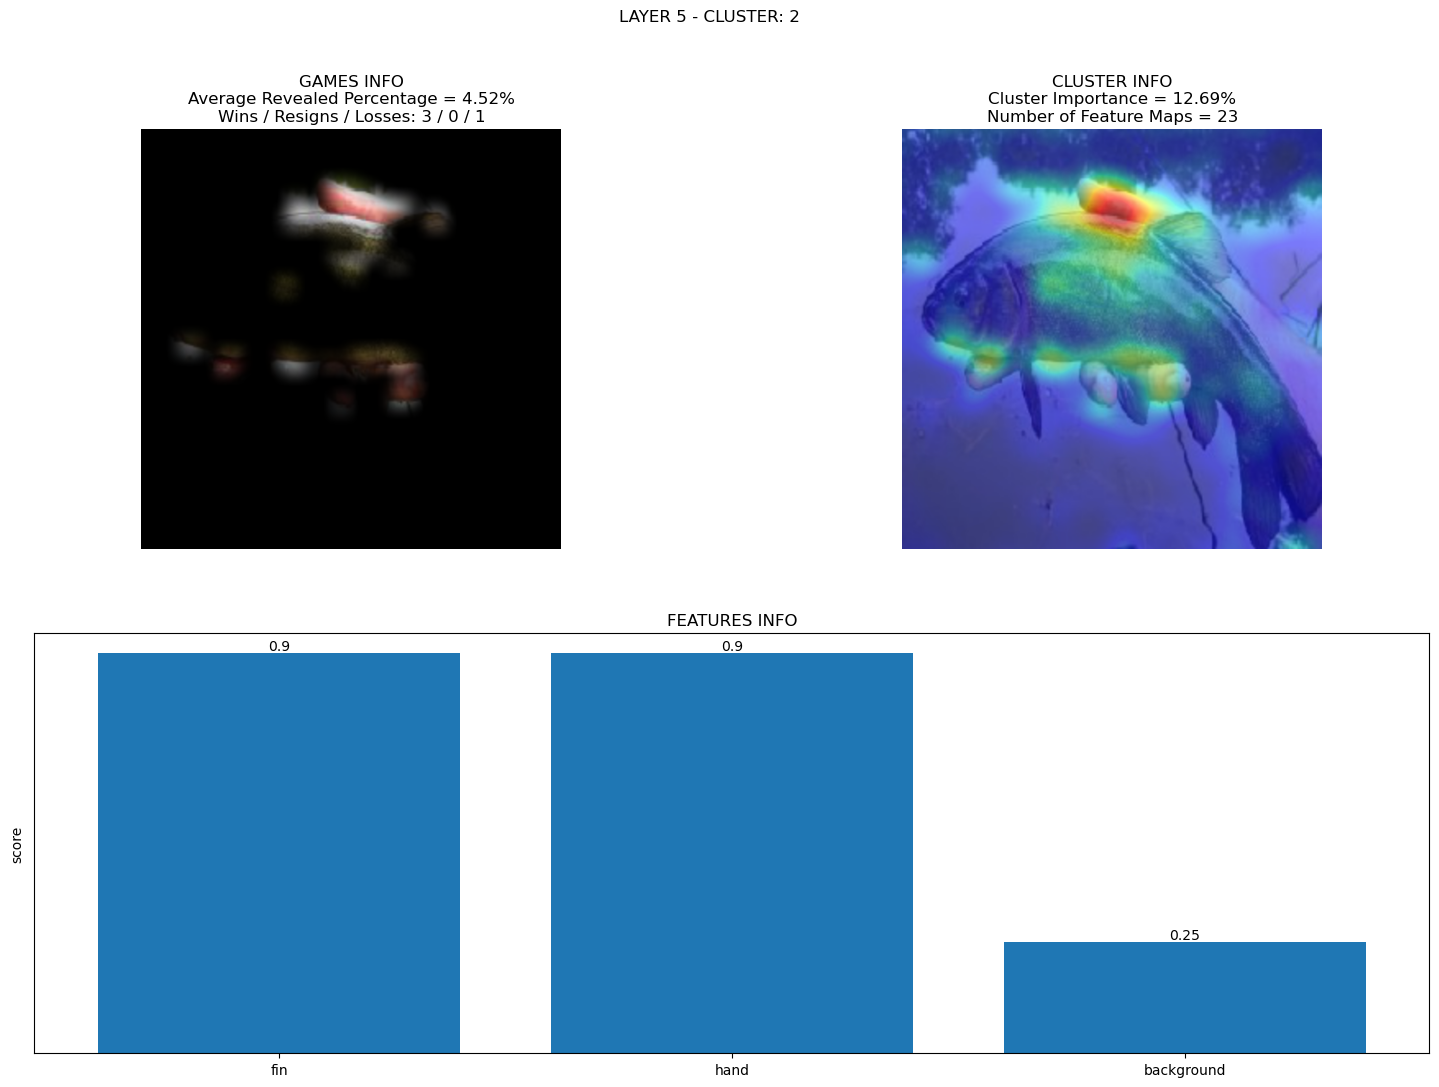 LAYER 5 - CLUSTER: 2
GAMES INFO
Average Revealed Percentage = 4.52%
Wins / Resigns / Losses: 3 / 0 / 1
CLUSTER INFO
Cluster Importance = 12.69%
Number of Feature Maps = 23
FEATURES INFO
score
0.9
0.9
0.25
fin
hand
background